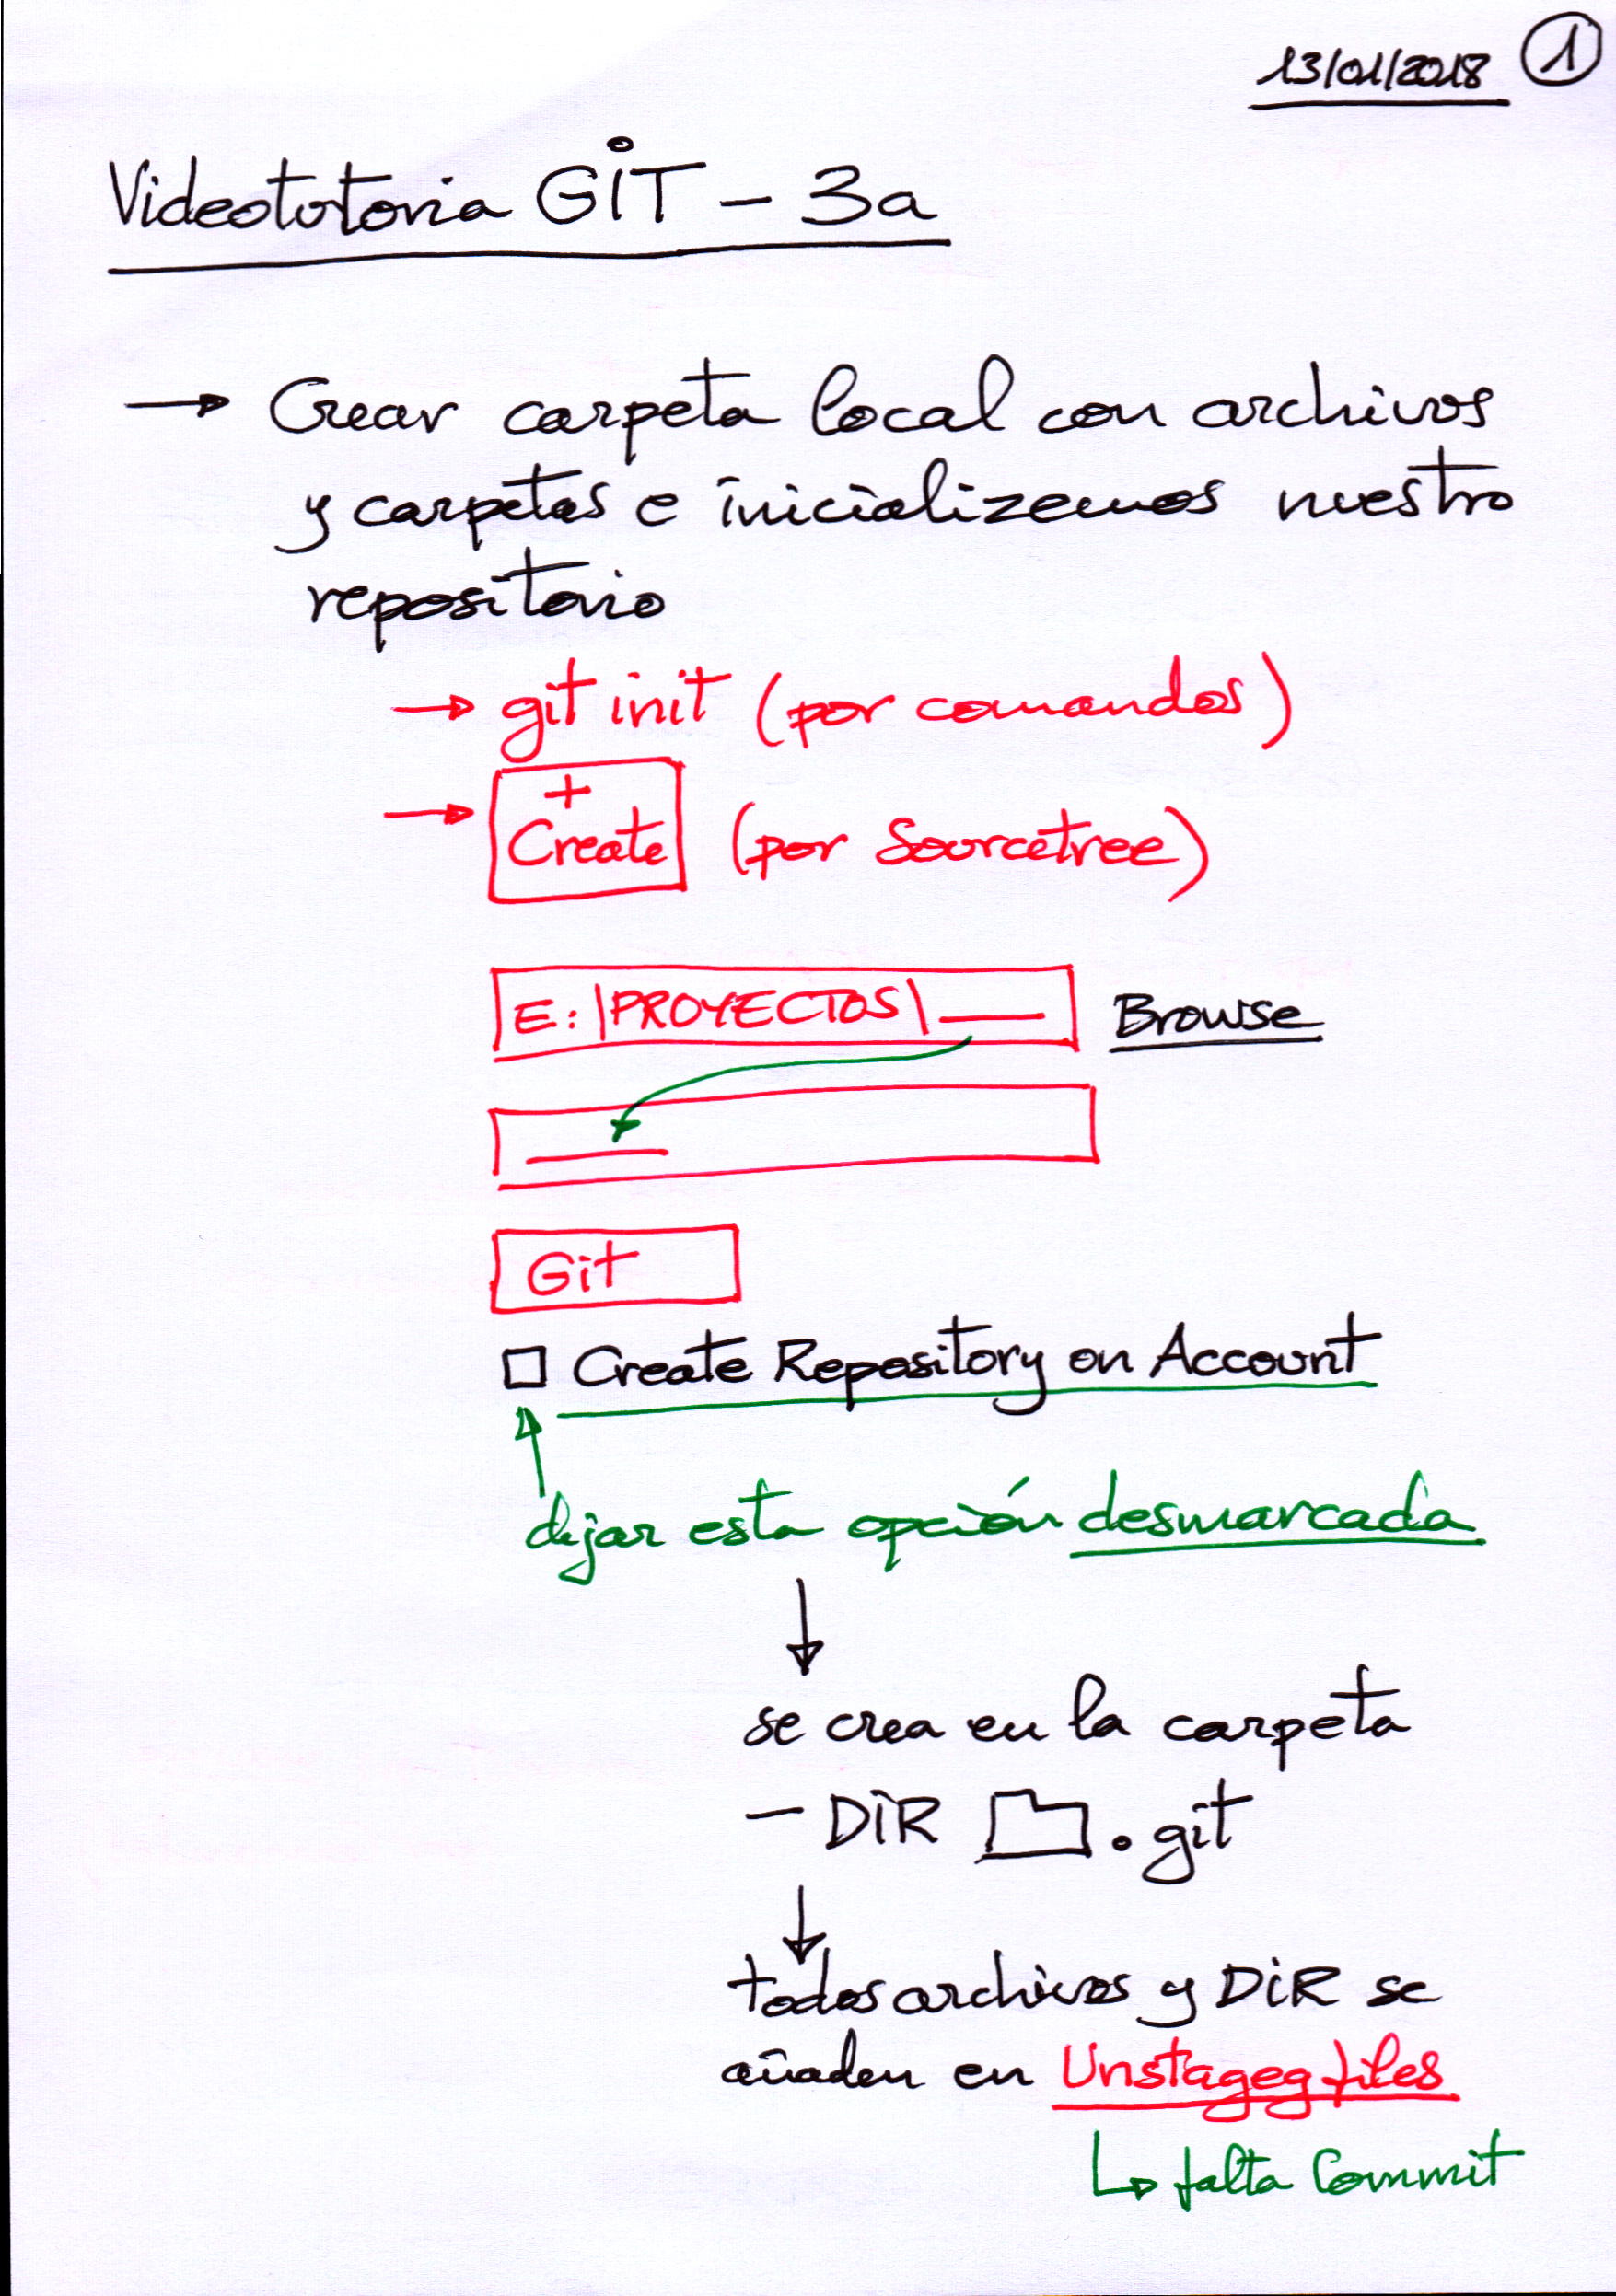 13/01/2018 1
Videototoria GIT - 3a
→ Crear carpeta local con archivos
y carpetas e inicializemos nuestro
repositorio
→ git init (por comandos)
→ + Create (por Sourcetree)
E:|PROYECTOS\___ Browse
Git
□ Create Repository on Account
dejar esta opción desmarcada
↓
se crea en la carpeta
- DIR .git
↓
todos archivos y DIR se
añaden en Unstageg files
↳ falta Commit